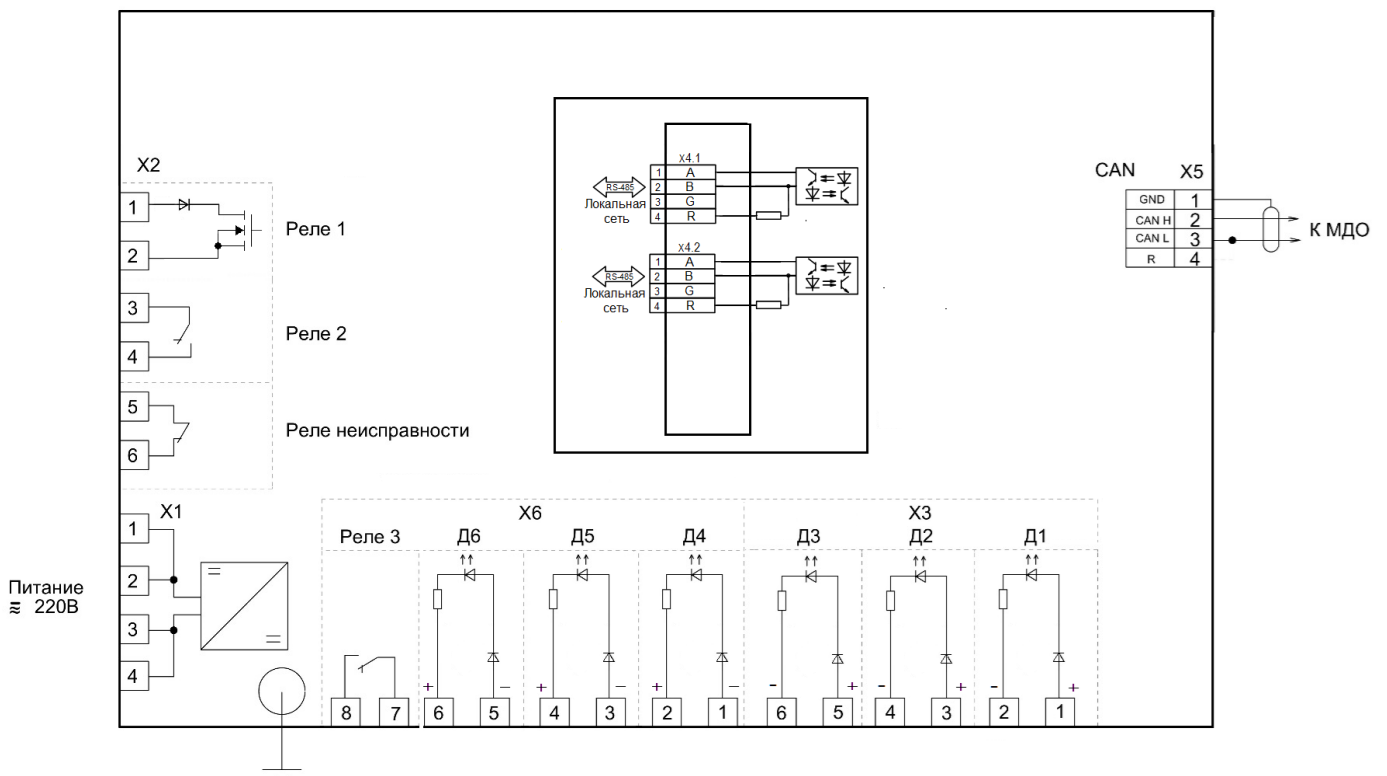 X2
1
2
Реле 1
3
4
Реле 2
5
6
Реле неисправности
X1
1
2
3
4
Питание
≂ 220В
X4.1
1 A
2 B
3 G
4 R
RS-485
Локальная
сеть
X4.2
1 A
2 B
3 G
4 R
RS-485
Локальная
сеть
CAN X5
GND 1
CAN H 2
CAN L 3
R 4
К МДО
X6 X3
Реле 3 Д6 Д5 Д4 Д3 Д2 Д1
+ – + – + – - + - + - +
8 7 6 5 4 3 2 1 6 5 4 3 2 1